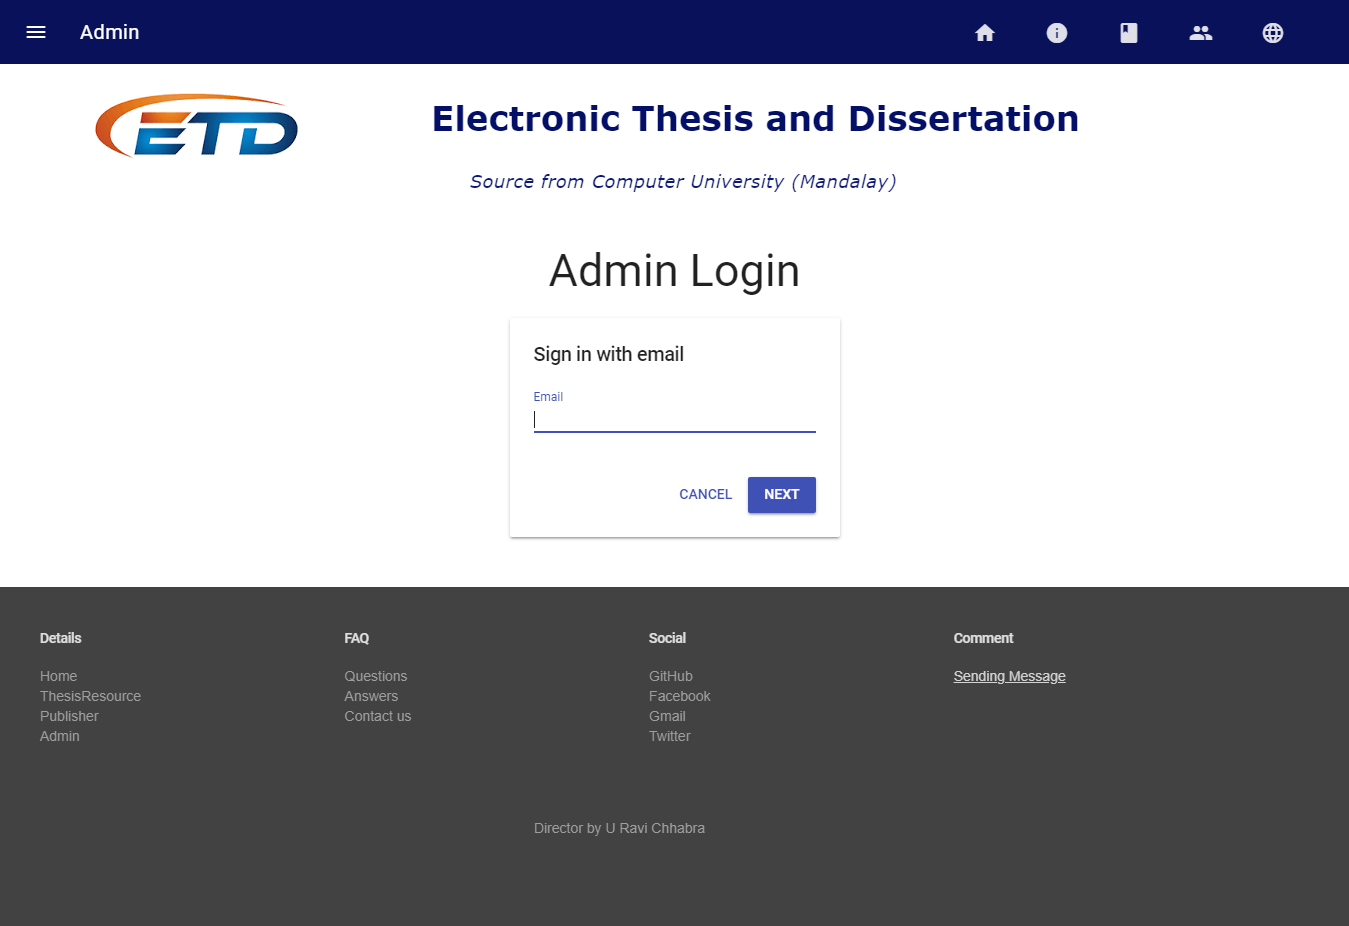 Admin
ETD
Electronic Thesis and Dissertation
Source from Computer University (Mandalay)
Admin Login
Sign in with email
Email
CANCEL NEXT
Details
Home
ThesisResource
Publisher
Admin
FAQ
Questions
Answers
Contact us
Social
GitHub
Facebook
Gmail
Twitter
Comment
Sending Message
Director by U Ravi Chhabra